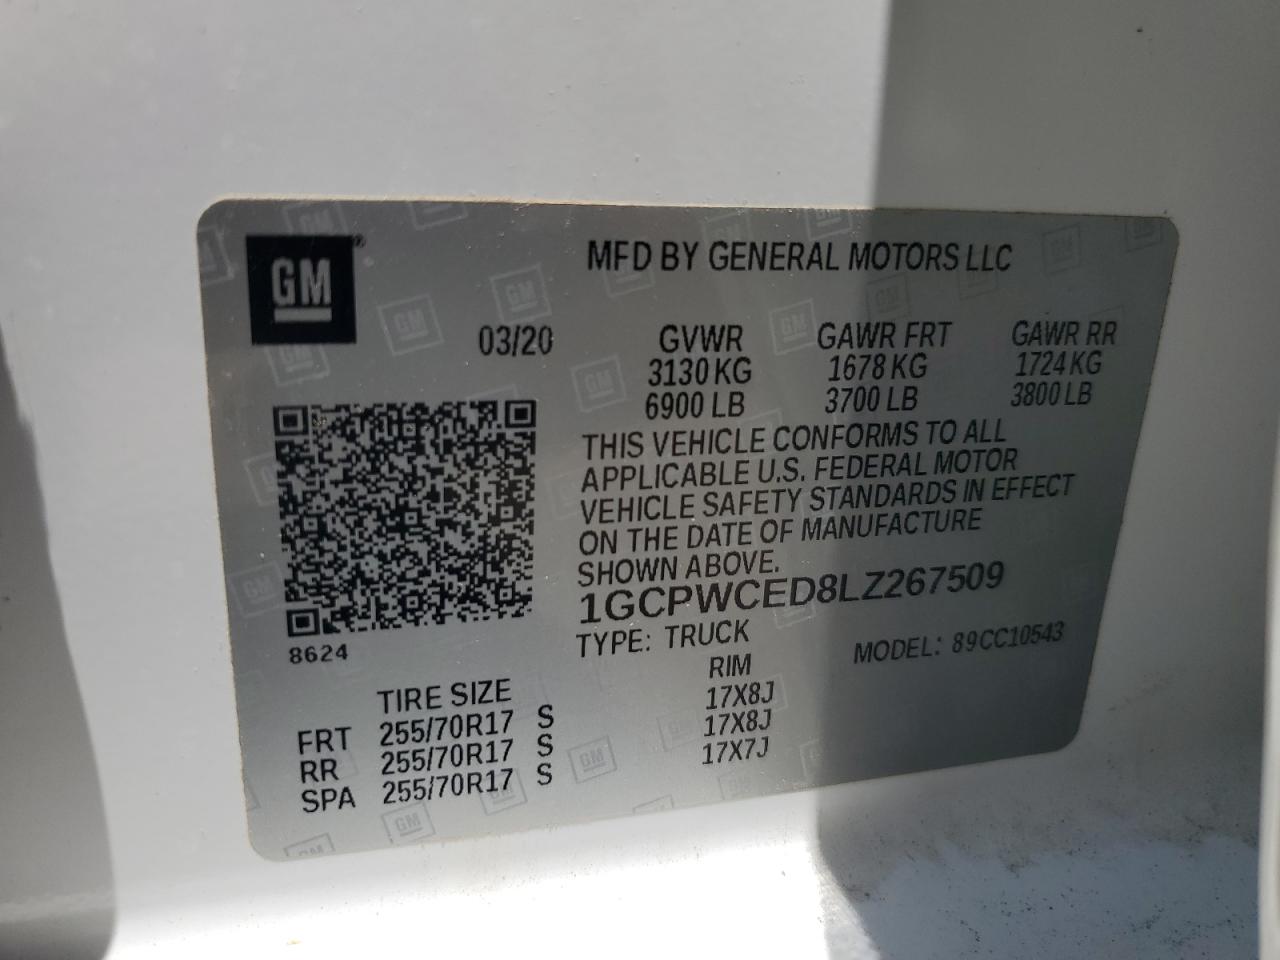 GM
MFD BY GENERAL MOTORS LLC
03/20 GVWR GAWR FRT GAWR RR
3130 KG 1678 KG 1724 KG
6900 LB 3700 LB 3800 LB
THIS VEHICLE CONFORMS TO ALL
APPLICABLE U.S. FEDERAL MOTOR
VEHICLE SAFETY STANDARDS IN EFFECT
ON THE DATE OF MANUFACTURE
SHOWN ABOVE.
1GCPWCED8LZ267509
TYPE: TRUCK MODEL: 89CC10543
8624
TIRE SIZE RIM
FRT 255/70R17 S 17X8J
RR 255/70R17 S 17X8J
SPA 255/70R17 S 17X7J